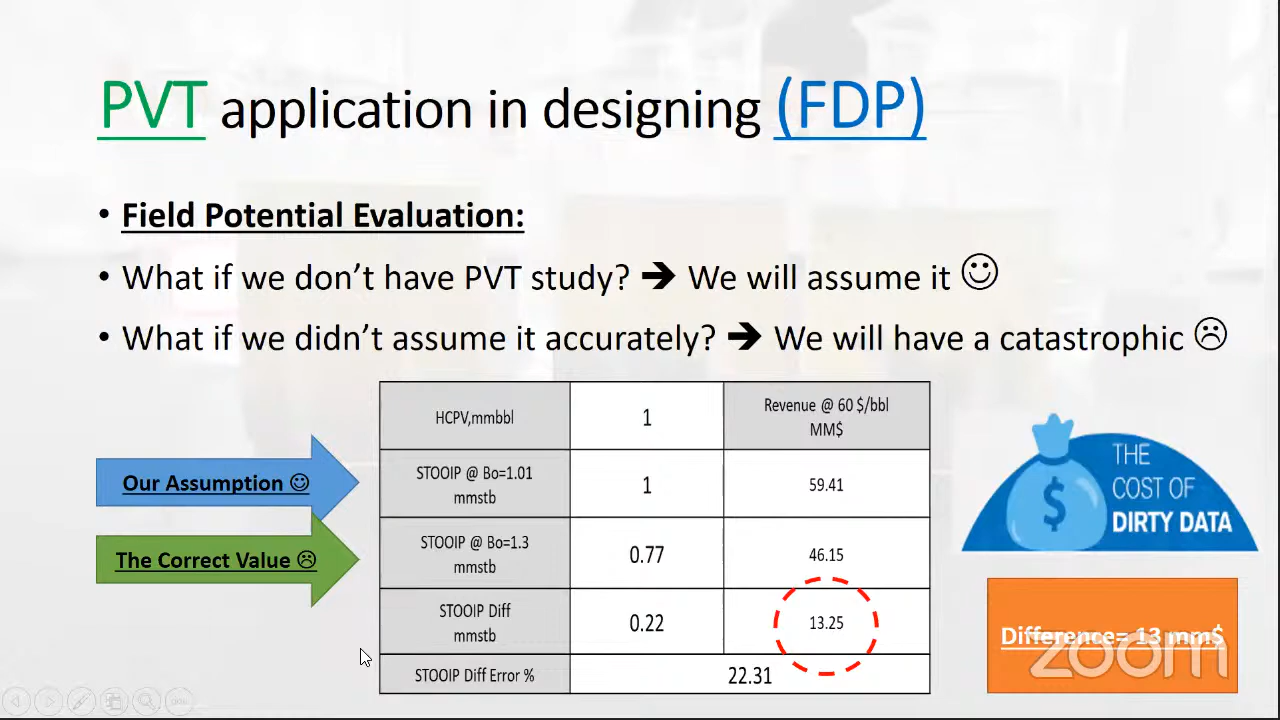 PVT application in designing (FDP)
• Field Potential Evaluation:
• What if we don't have PVT study? ➔ We will assume it ☺
• What if we didn't assume it accurately? ➔ We will have a catastrophic ☹
Our Assumption ☺
The Correct Value ☹
HCPV,mmbbl
1
Revenue @ 60 $/bbl
MM$
STOOIP @ Bo=1.01
mmstb
1
59.41
STOOIP @ Bo=1.3
mmstb
0.77
46.15
STOOIP Diff
mmstb
0.22
13.25
STOOIP Diff Error %
22.31
$
THE
COST OF
DIRTY DATA
Difference= 13 mm$
zoom